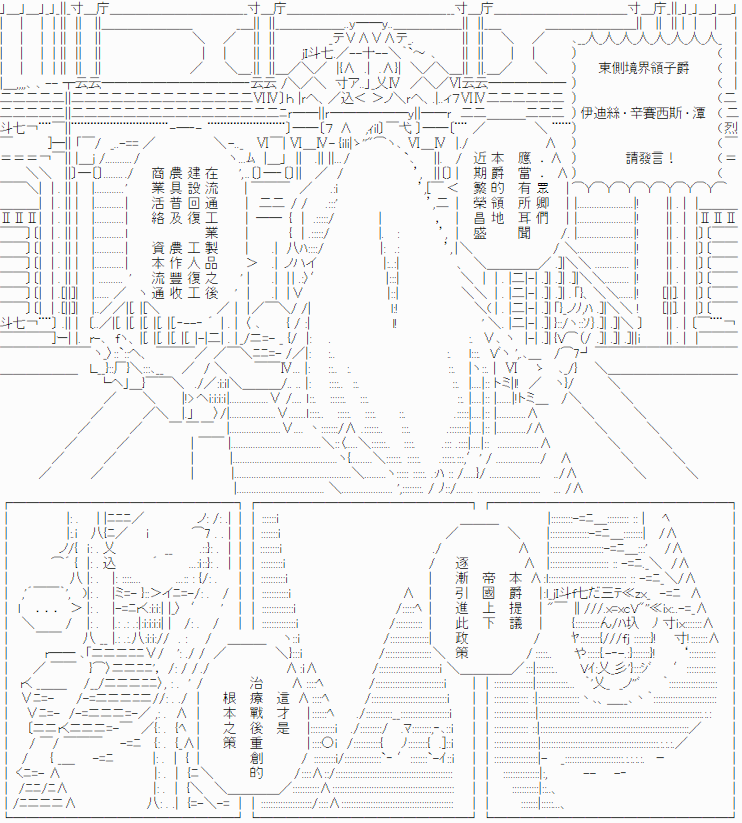 東側境界領子爵
伊迪絲・辛賽西斯・潭
請發言！
眾卿們
應當有所耳聞
本爵的領地
近期繁榮昌盛
在流通工業
製品之後
建設回復
工人復工
農具普及
農作豐收
商業活絡
資本流通
本爵提議
帝國上下
逐漸引進此政策
這才是
治療戰後重創的
根本之策